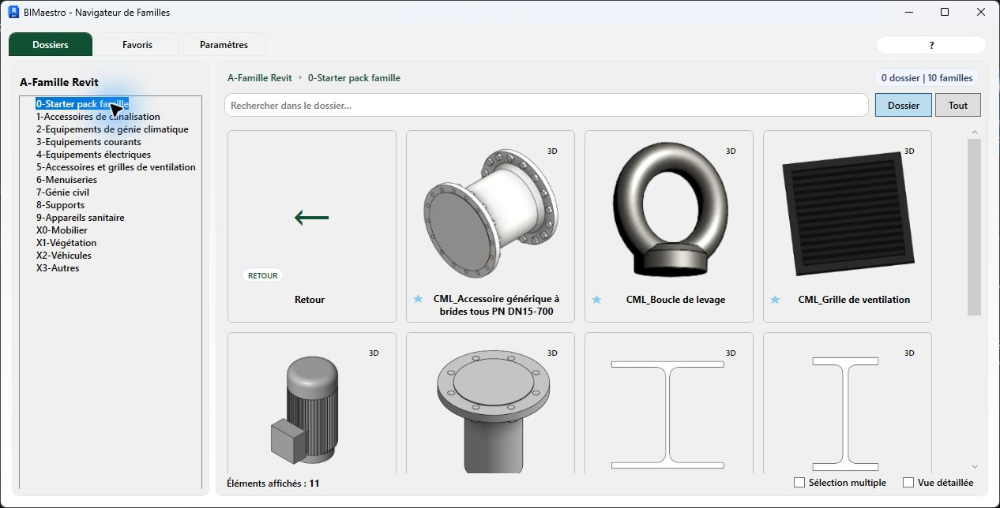 BIMaestro - Navigateur de Familles
Dossiers
Favoris
Paramètres
?
A-Famille Revit
0-Starter pack famille
1-Accessoires de canalisation
2-Equipements de génie climatique
3-Equipements courants
4-Equipements électriques
5-Accessoires et grilles de ventilation
6-Menuiseries
7-Génie civil
8-Supports
9-Appareils sanitaire
X0-Mobilier
X1-Végétation
X2-Véhicules
X3-Autres
A-Famille Revit › 0-Starter pack famille
0 dossier | 10 familles
Rechercher dans le dossier...
Dossier
Tout
RETOUR
Retour
3D
CML_Accessoire générique à
brides tous PN DN15-700
3D
CML_Boucle de levage
3D
CML_Grille de ventilation
3D
3D
3D
3D
Éléments affichés : 11
Sélection multiple
Vue détaillée